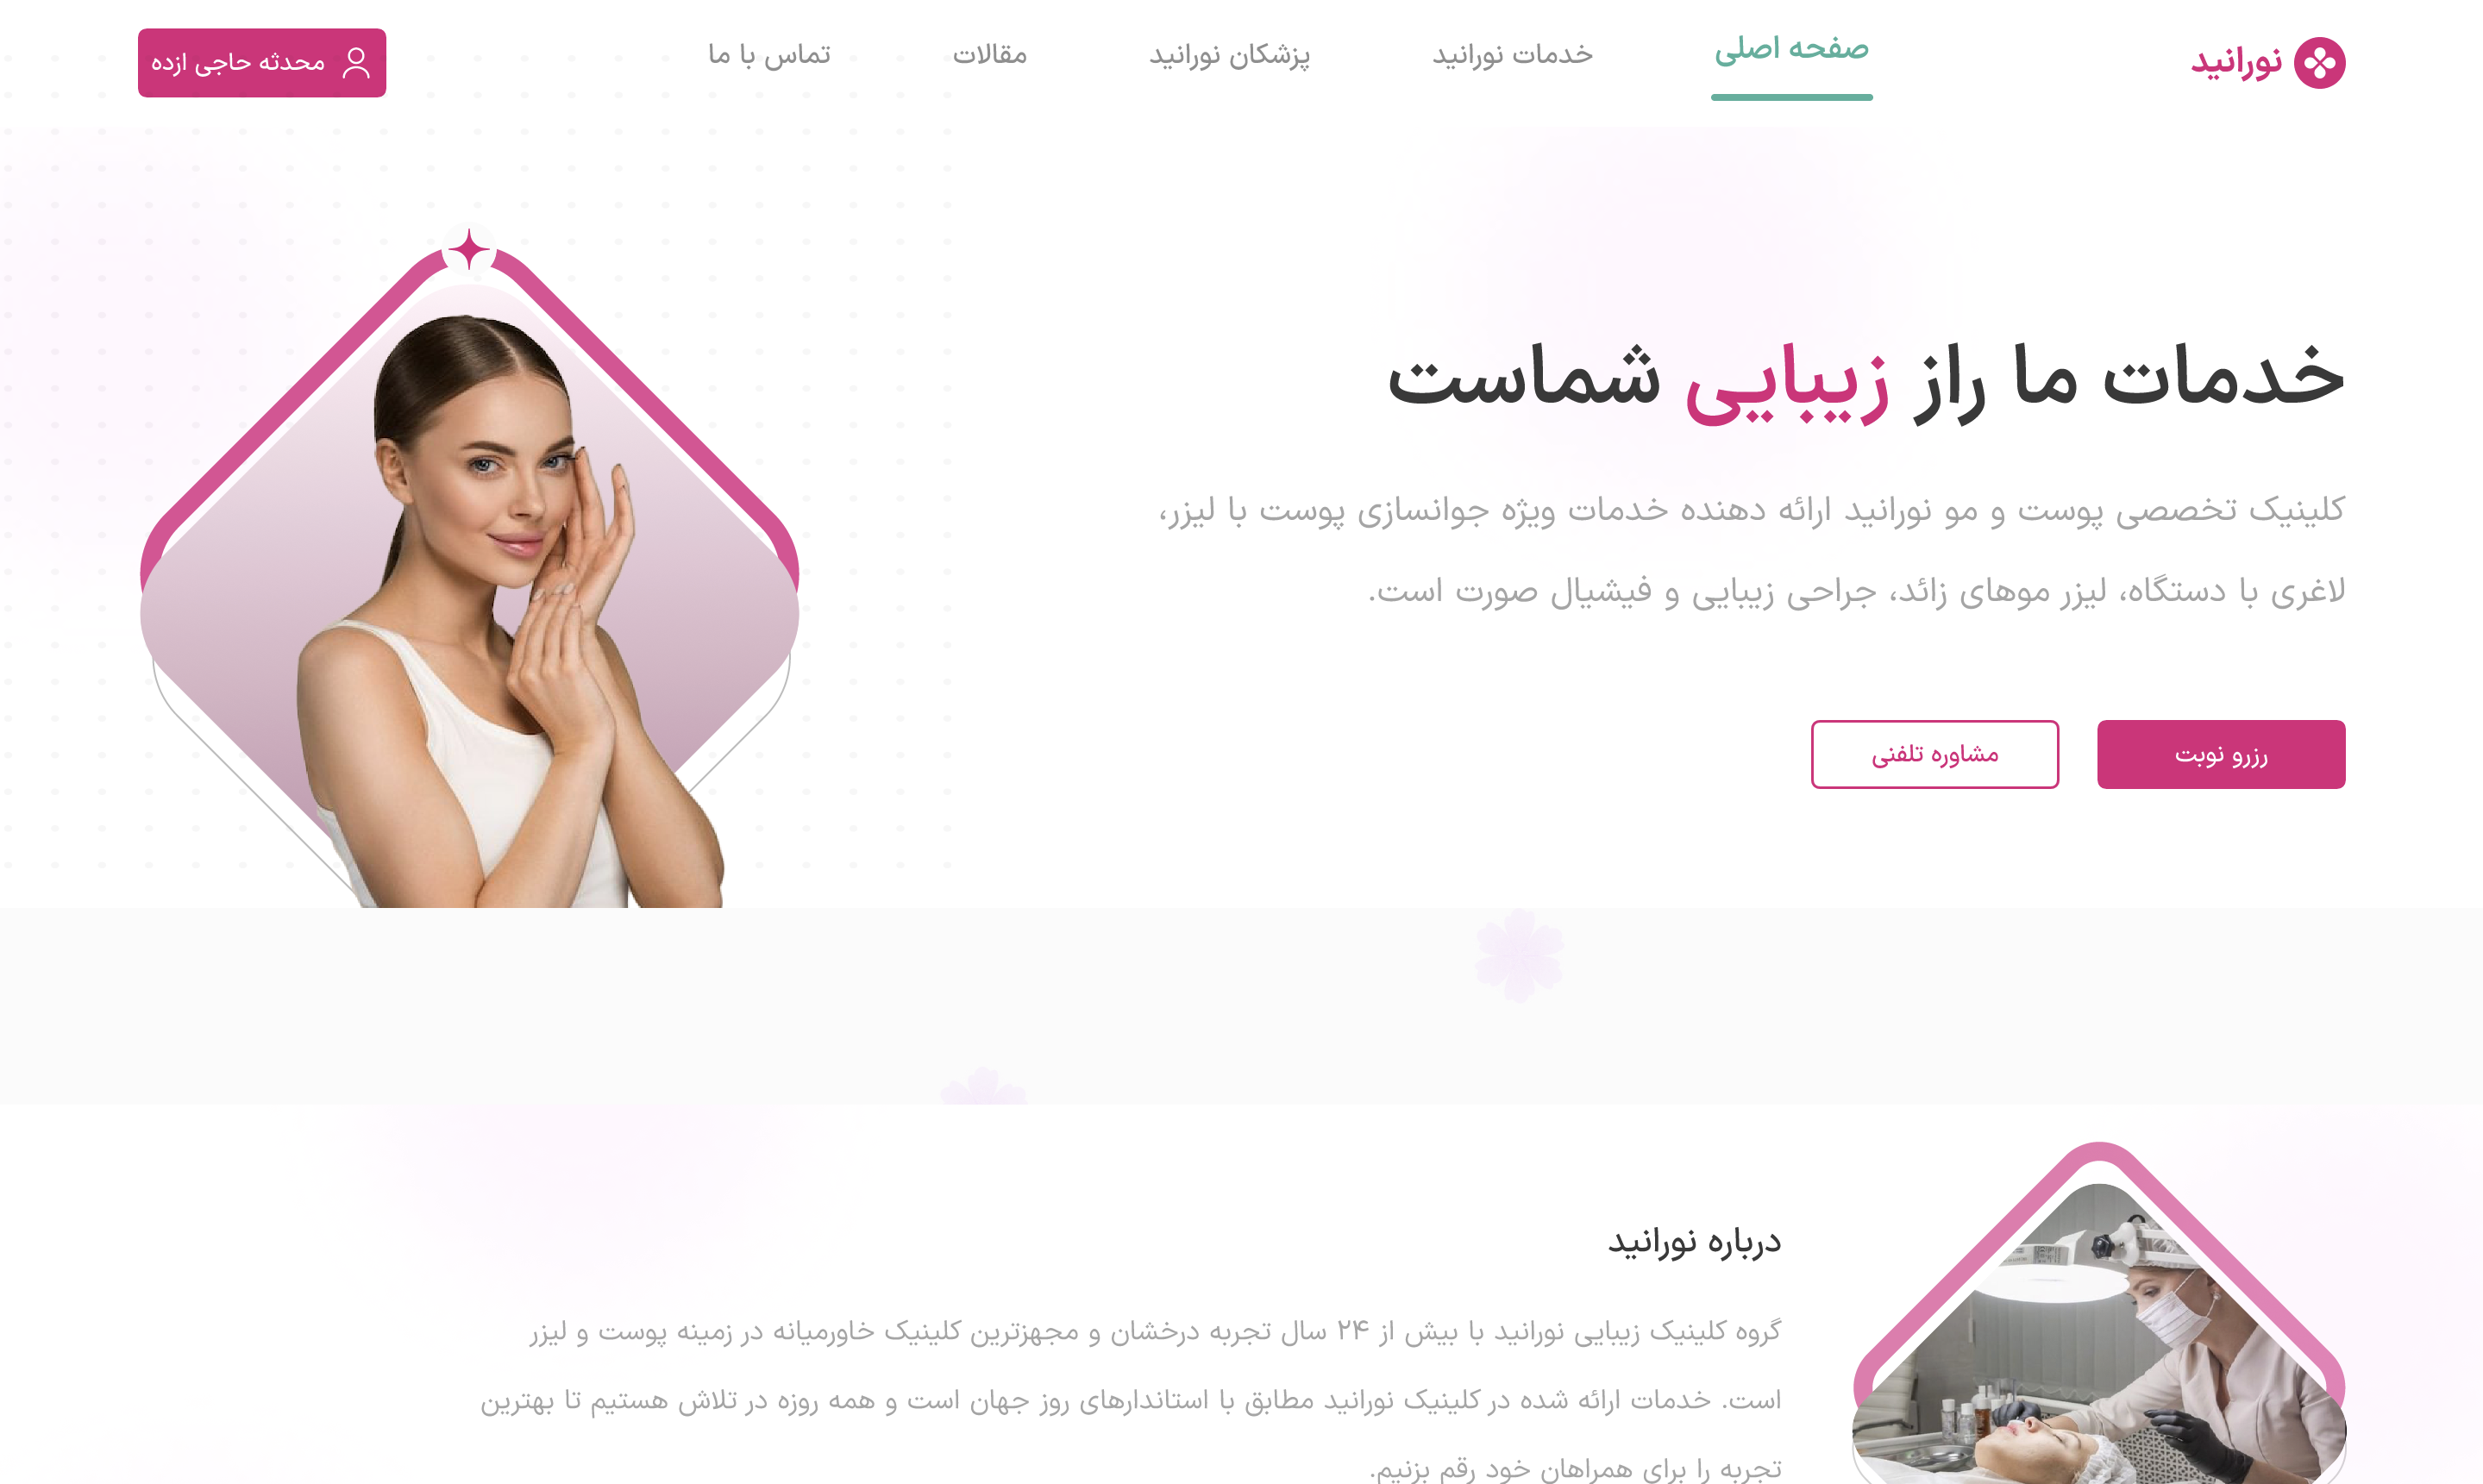 نورانید
صفحه اصلی
خدمات نورانید
پزشکان نورانید
مقالات
تماس با ما
محدثه حاجی ازده
خدمات ما راز زیبایی شماست
کلینیک تخصصی پوست و مو نورانید ارائه دهنده خدمات ویژه جوانسازی پوست با لیزر،
لاغری با دستگاه، لیزر موهای زائد، جراحی زیبایی و فیشیال صورت است.
رزرو نوبت
مشاوره تلفنی
درباره نورانید
گروه کلینیک زیبایی نورانید با بیش از ۲۴ سال تجربه درخشان و مجهزترین کلینیک خاورمیانه در زمینه پوست و لیزر
است. خدمات ارائه شده در کلینیک نورانید مطابق با استاندارهای روز جهان است و همه روزه در تلاش هستیم تا بهترین
تجربه را برای همراهان خود رقم بزنیم.